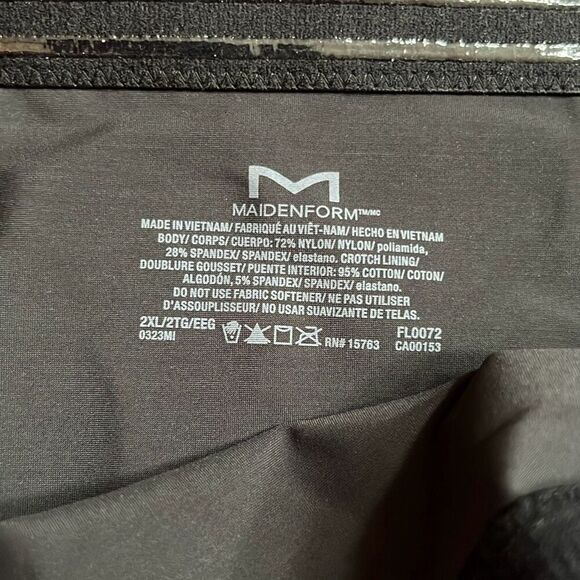 MAIDENFORM™/MC
MADE IN VIETNAM/ FABRIQUÉ AU VIÊT-NAM/ HECHO EN VIETNAM
BODY/ CORPS/ CUERPO: 72% NYLON/ NYLON/ poliamida,
28% SPANDEX/ SPANDEX/ elastano. CROTCH LINING/
DOUBLURE GOUSSET/ PUENTE INTERIOR: 95% COTTON/ COTON/
ALGODÓN, 5% SPANDEX/ SPANDEX/ elastano.
DO NOT USE FABRIC SOFTENER/ NE PAS UTILISER
D'ASSOUPLISSEUR/ NO USAR SUAVIZANTE DE TELAS.
2XL/2TG/EEG FL0072
0323MI RN# 15763 CA00153